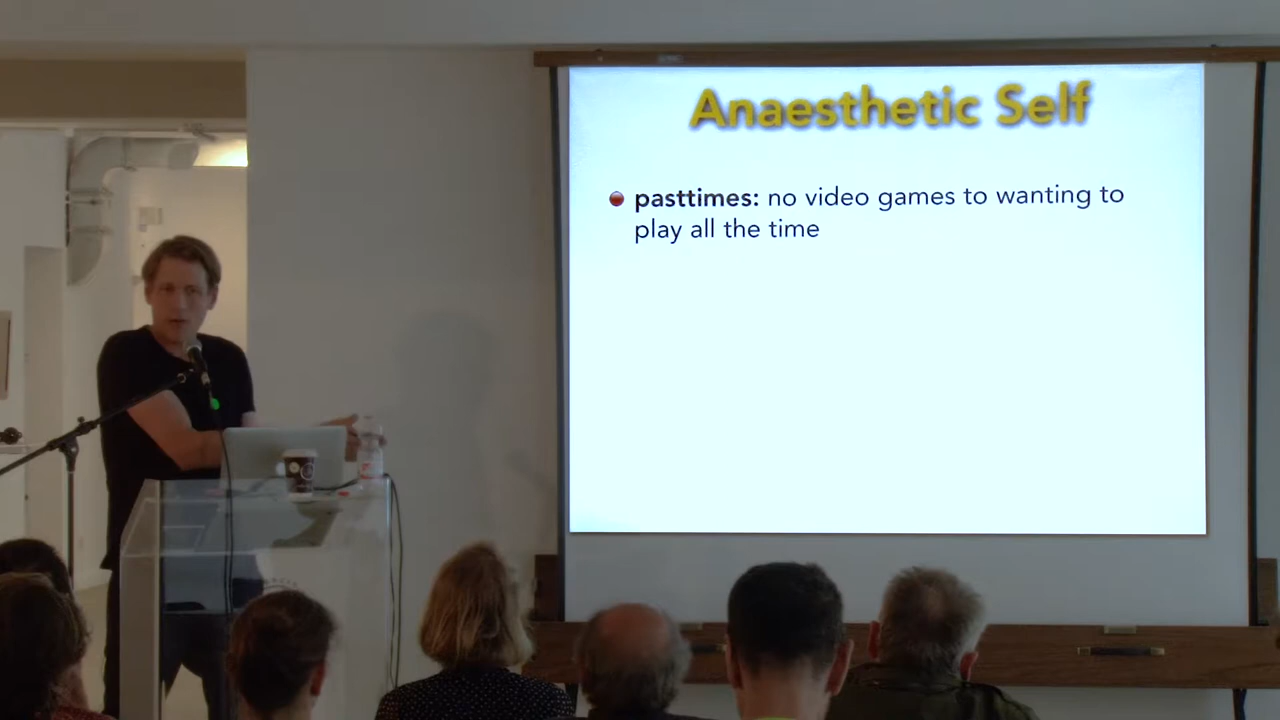 Anaesthetic Self
pasttimes: no video games to wanting to
play all the time